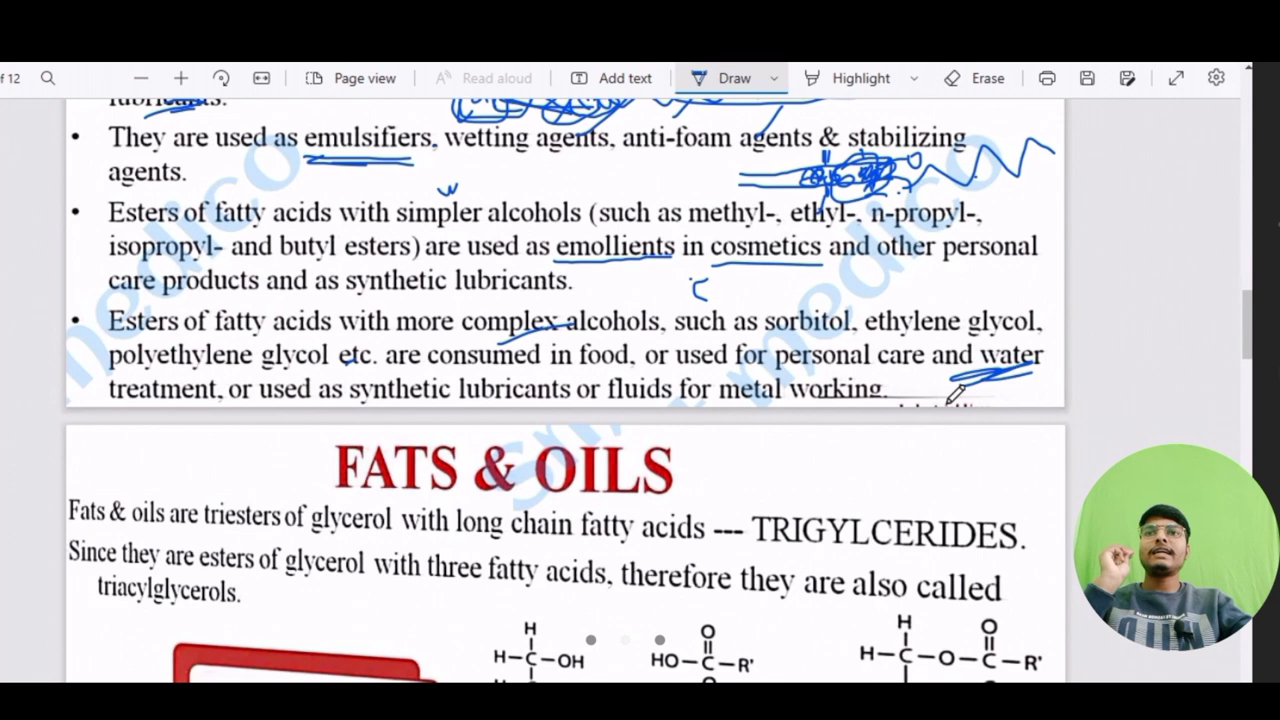 of 12
Page view
Read aloud
Add text
Draw
Highlight
Erase
lubricants.
• They are used as emulsifiers, wetting agents, anti-foam agents & stabilizing
agents.
• Esters of fatty acids with simpler alcohols (such as methyl-, ethyl-, n-propyl-,
isopropyl- and butyl esters) are used as emollients in cosmetics and other personal
care products and as synthetic lubricants.
• Esters of fatty acids with more complex alcohols, such as sorbitol, ethylene glycol,
polyethylene glycol etc. are consumed in food, or used for personal care and water
treatment, or used as synthetic lubricants or fluids for metal working.
FATS & OILS
Fats & oils are triesters of glycerol with long chain fatty acids --- TRIGYLCERIDES.
Since they are esters of glycerol with three fatty acids, therefore they are also called
triacylglycerols.
H O H O
H-C-OH HO-C-R' H-C-O-C-R'
medico
medico